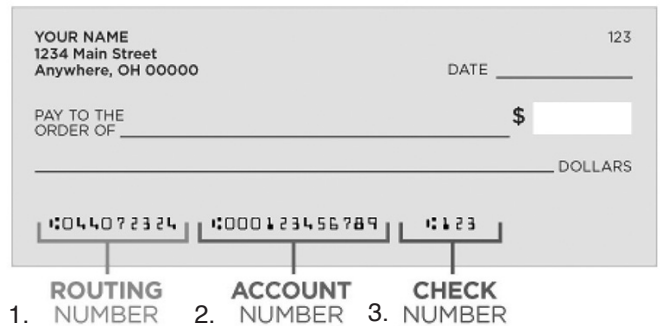 YOUR NAME 123
1234 Main Street
Anywhere, OH 00000
DATE
PAY TO THE
ORDER OF $
DOLLARS
⑆044072324 ⑆000123456789 ⑆123
1. ROUTING NUMBER 2. ACCOUNT NUMBER 3. CHECK NUMBER